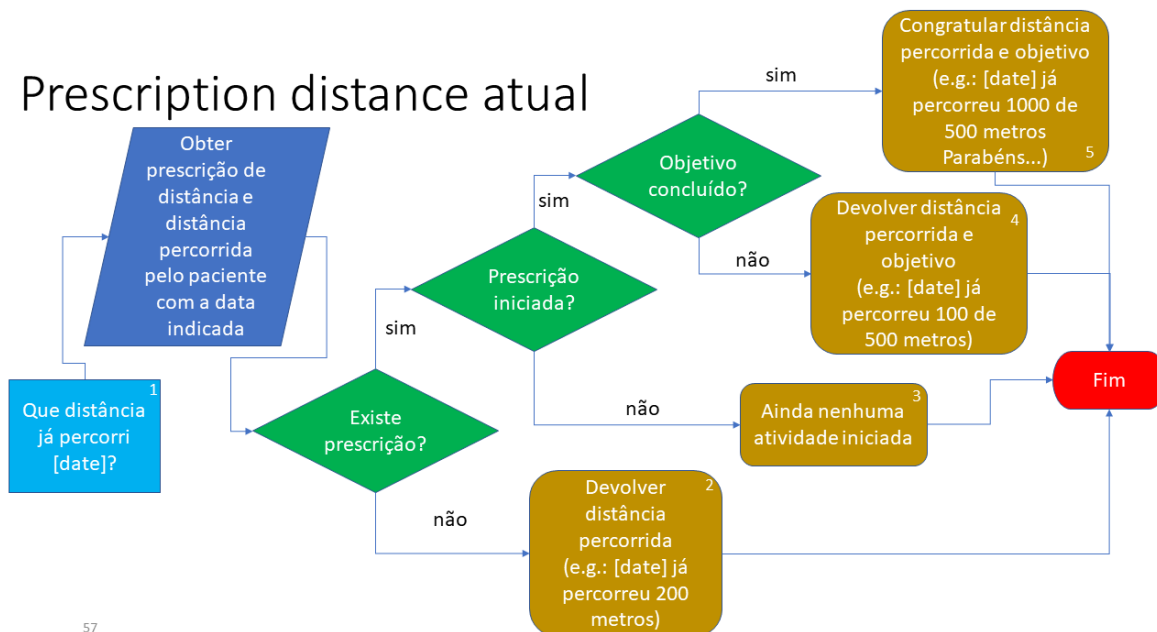 Prescription distance atual
1
Que distância
já percorri
[date]?
Obter
prescrição de
distância e
distância
percorrida
pelo paciente
com a data
indicada
Existe
prescrição?
sim
não
Prescrição
iniciada?
sim
não
Objetivo
concluído?
sim
não
Congratular distância
percorrida e objetivo
(e.g.: [date] já
percorreu 1000 de
500 metros
Parabéns...)
5
Devolver distância
percorrida e
objetivo
(e.g.: [date] já
percorreu 100 de
500 metros)
4
Ainda nenhuma
atividade iniciada
3
Devolver
distância
percorrida
(e.g.: [date] já
percorreu 200
metros)
2
Fim
57